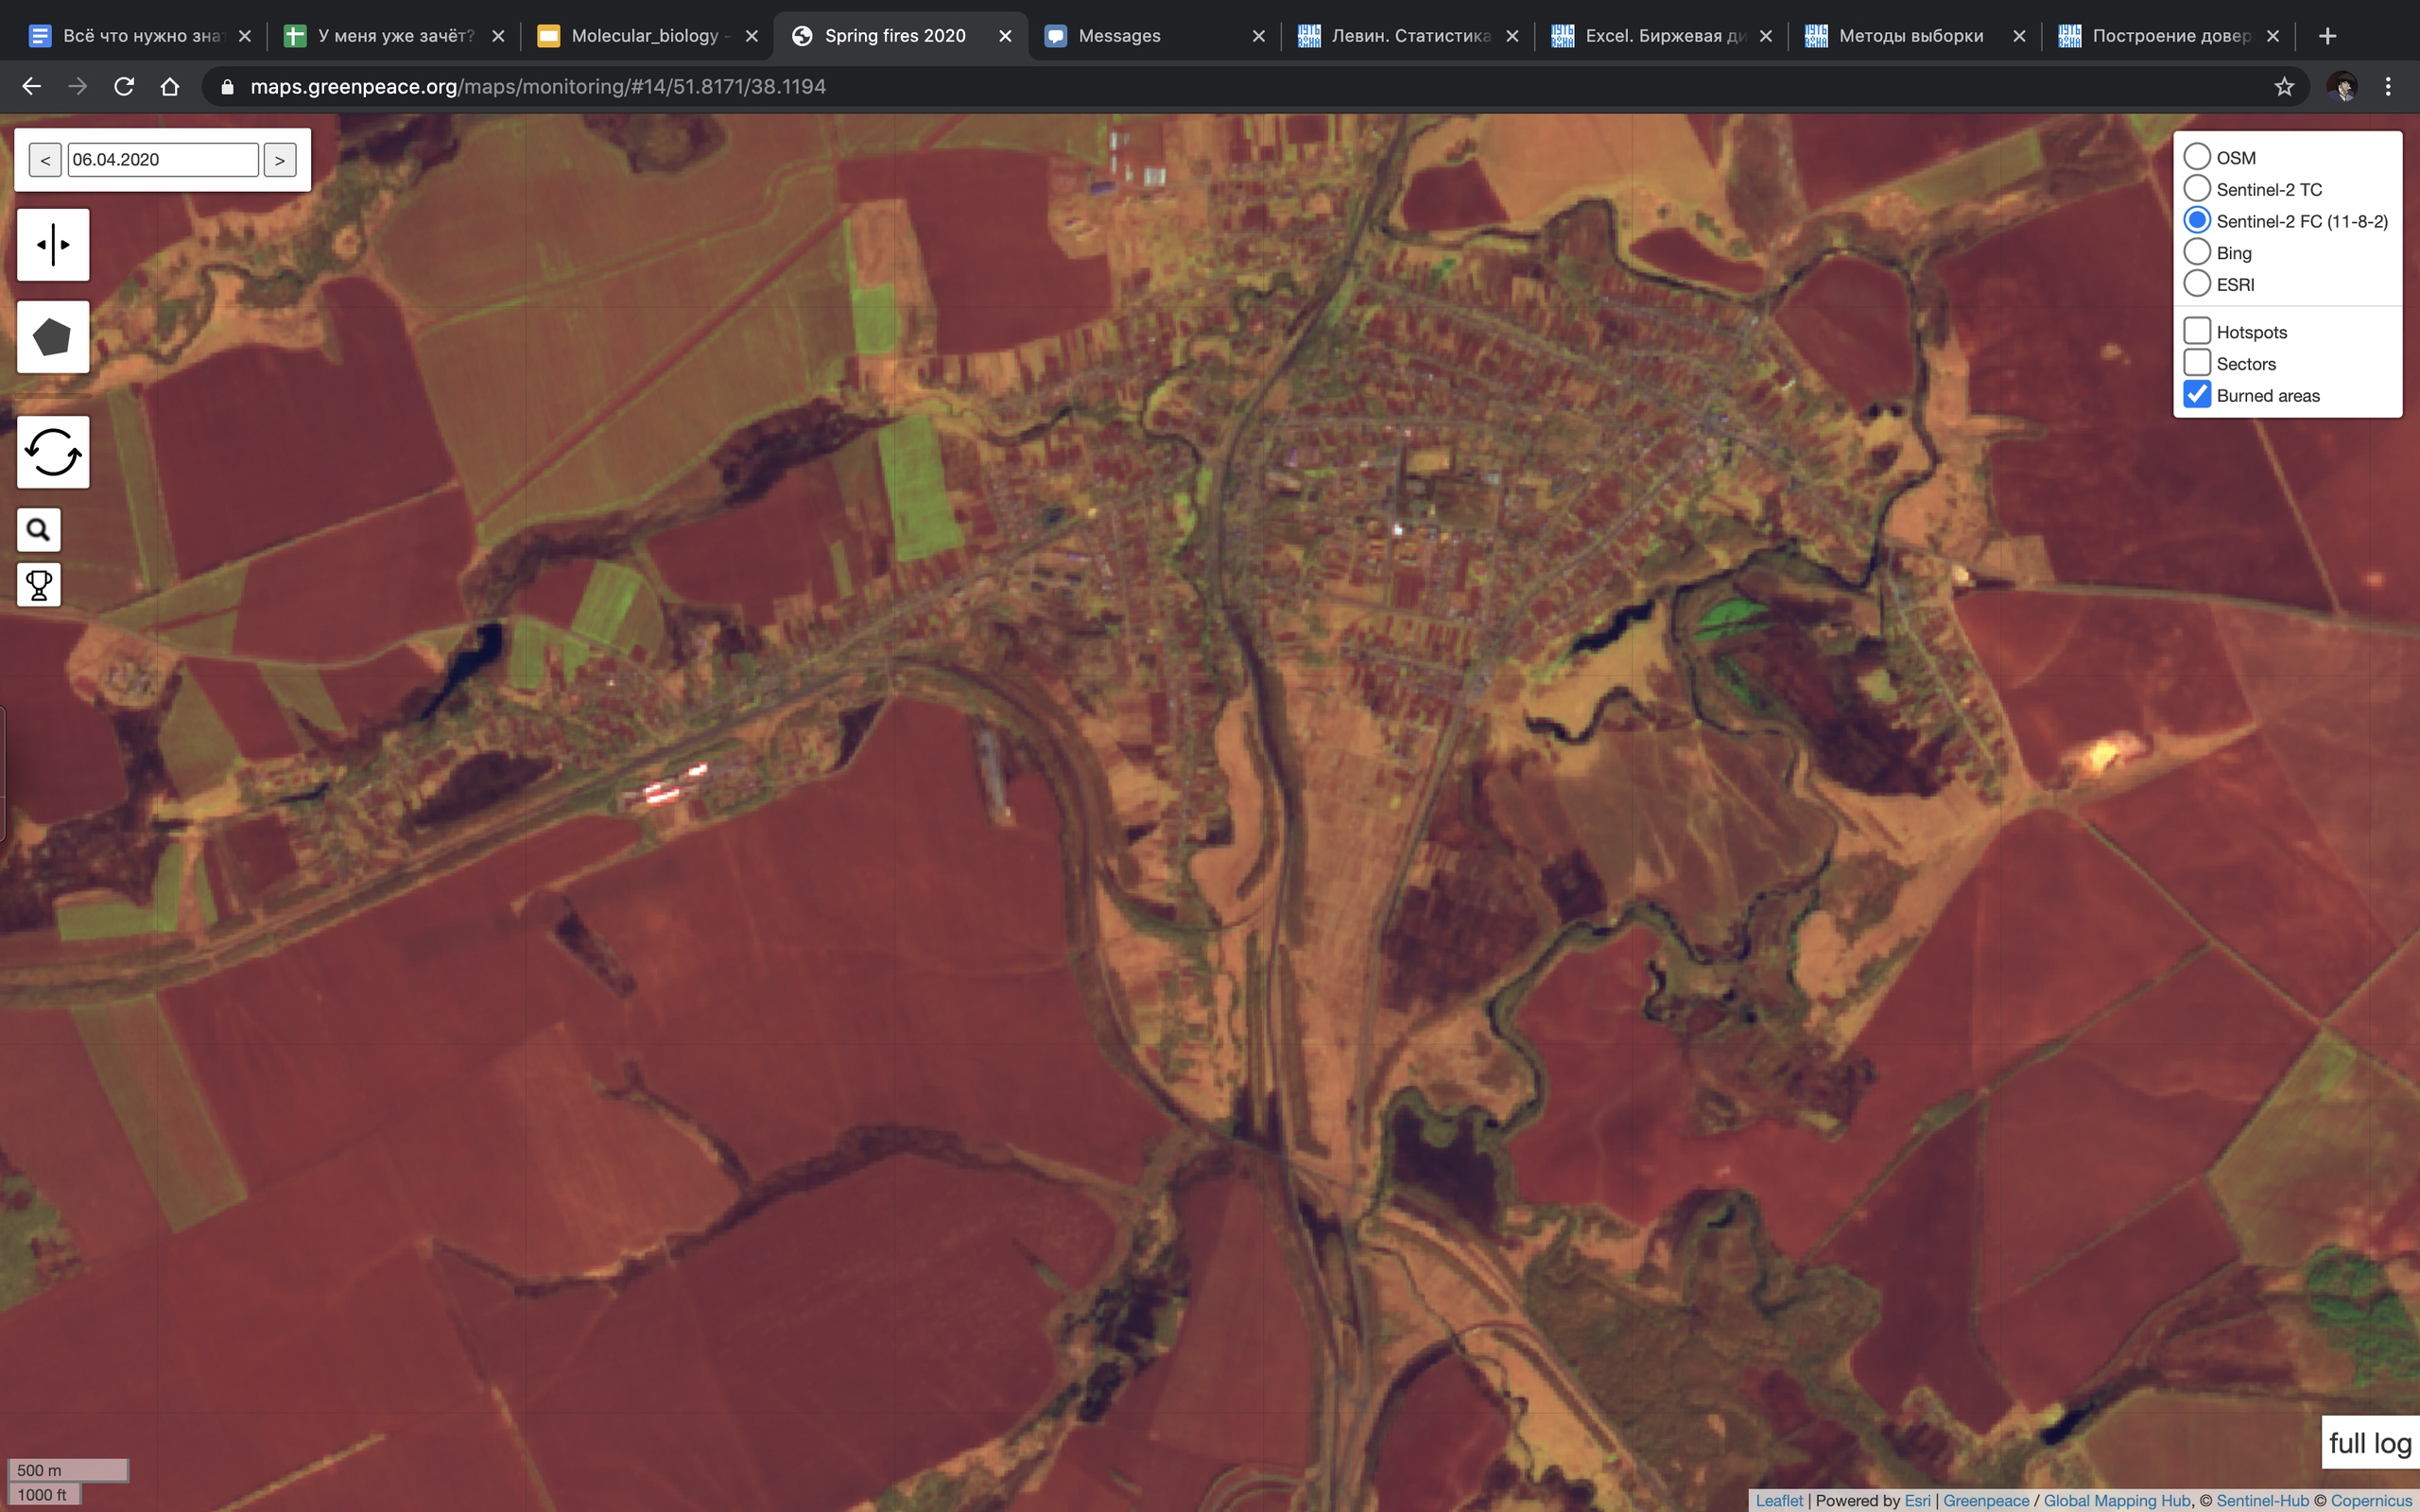 Всё что нужно зна
У меня уже зачёт?
Molecular_biology -
Spring fires 2020
Messages
Левин. Статистика
Excel. Биржевая ди
Методы выборки
Построение довер
maps.greenpeace.org/maps/monitoring/#14/51.8171/38.1194
< 06.04.2020 >
OSM
Sentinel-2 TC
Sentinel-2 FC (11-8-2)
Bing
ESRI
Hotspots
Sectors
Burned areas
full log
500 m
1000 ft
Leaflet | Powered by Esri | Greenpeace / Global Mapping Hub, © Sentinel-Hub © Copernicus